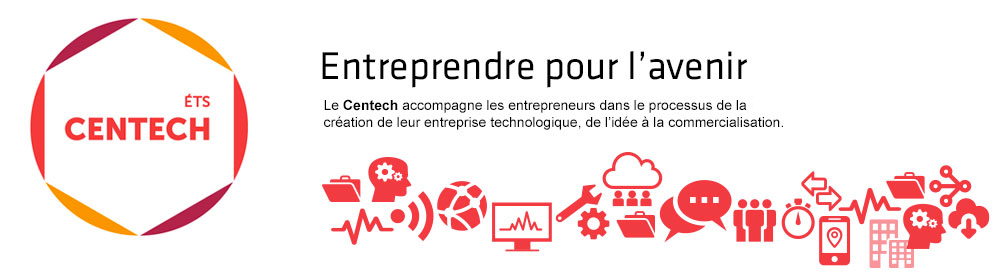 ÉTS
CENTECH
Entreprendre pour l'avenir
Le Centech accompagne les entrepreneurs dans le processus de la
création de leur entreprise technologique, de l'idée à la commercialisation.